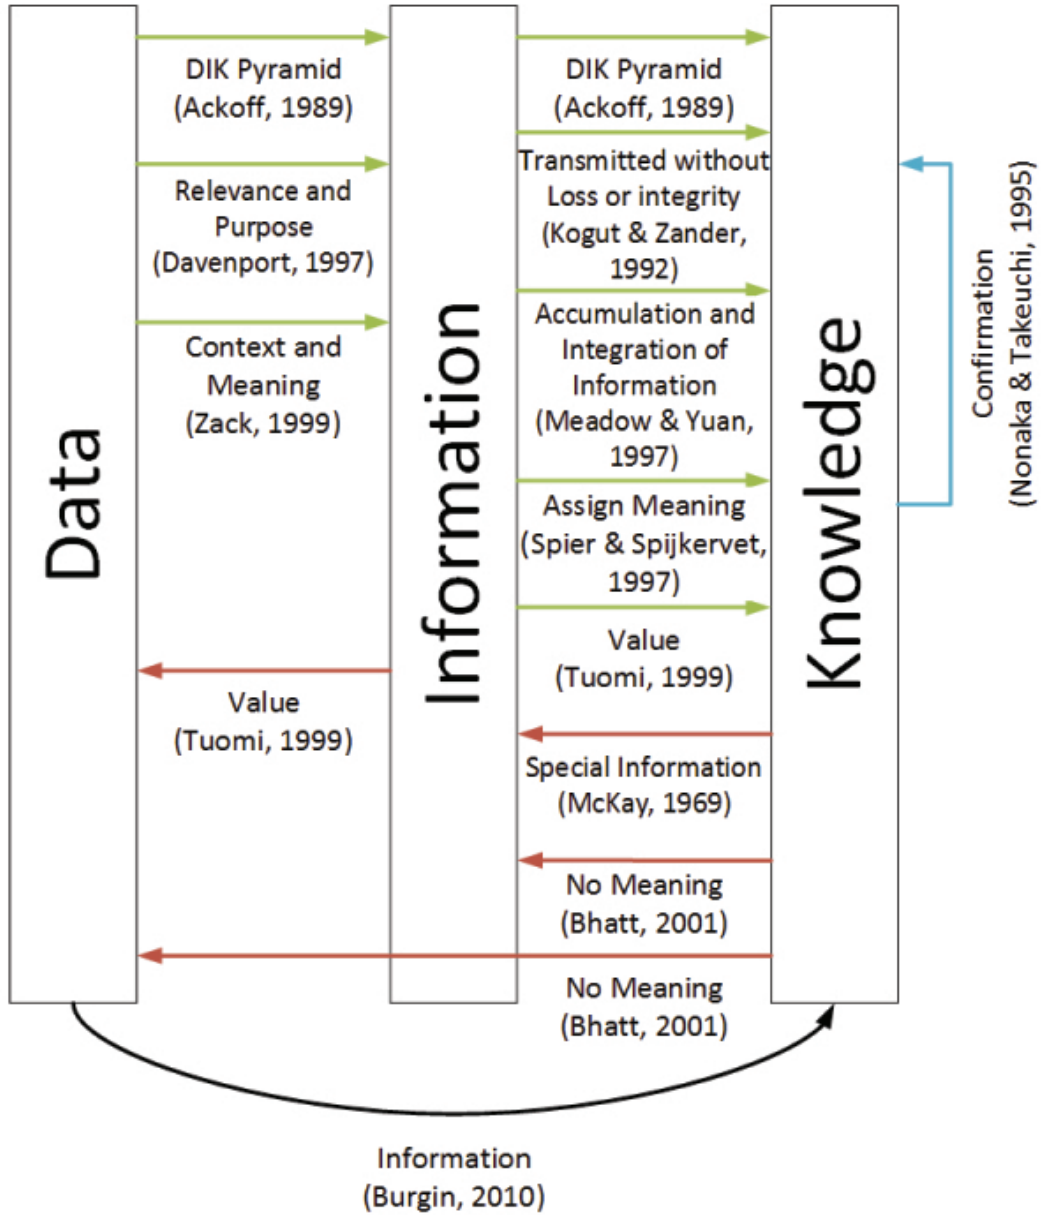 Data
DIK Pyramid
(Ackoff, 1989)
Relevance and
Purpose
(Davenport, 1997)
Context and
Meaning
(Zack, 1999)
Value
(Tuomi, 1999)
Information
DIK Pyramid
(Ackoff, 1989)
Transmitted without
Loss or integrity
(Kogut & Zander,
1992)
Accumulation and
Integration of
Information
(Meadow & Yuan,
1997)
Assign Meaning
(Spier & Spijkervet,
1997)
Value
(Tuomi, 1999)
Special Information
(McKay, 1969)
No Meaning
(Bhatt, 2001)
No Meaning
(Bhatt, 2001)
Knowledge
Confirmation
(Nonaka & Takeuchi, 1995)
Information
(Burgin, 2010)